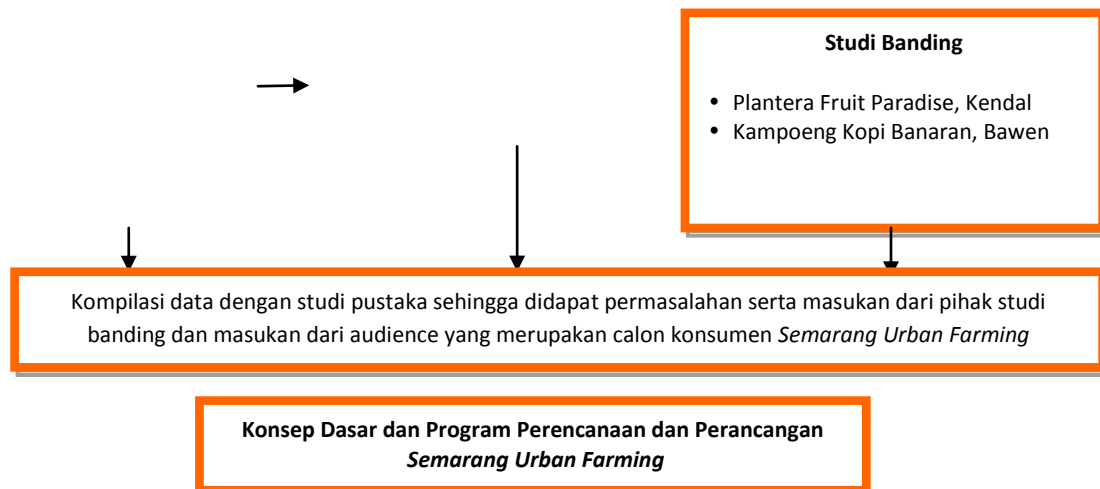 Studi Banding
• Plantera Fruit Paradise, Kendal
• Kampoeng Kopi Banaran, Bawen
Kompilasi data dengan studi pustaka sehingga didapat permasalahan serta masukan dari pihak studi
banding dan masukan dari audience yang merupakan calon konsumen Semarang Urban Farming
Konsep Dasar dan Program Perencanaan dan Perancangan
Semarang Urban Farming